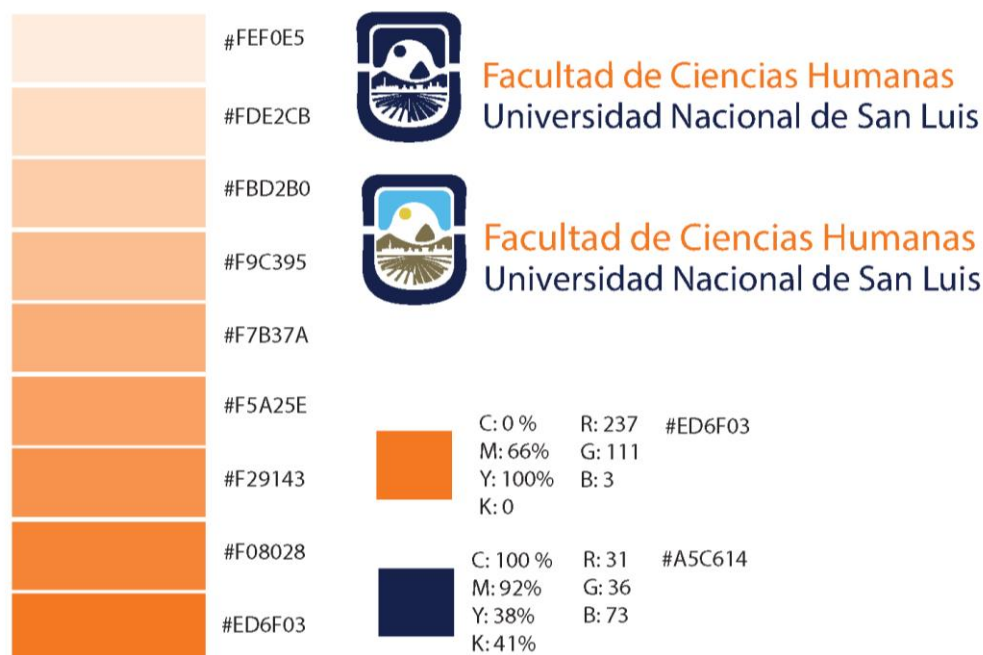 #FEF0E5
#FDE2CB
#FBD2B0
#F9C395
#F7B37A
#F5A25E
#F29143
#F08028
#ED6F03
Facultad de Ciencias Humanas
Universidad Nacional de San Luis
Facultad de Ciencias Humanas
Universidad Nacional de San Luis
C: 0 % R: 237 #ED6F03
M: 66% G: 111
Y: 100% B: 3
K: 0
C: 100 % R: 31 #A5C614
M: 92% G: 36
Y: 38% B: 73
K: 41%